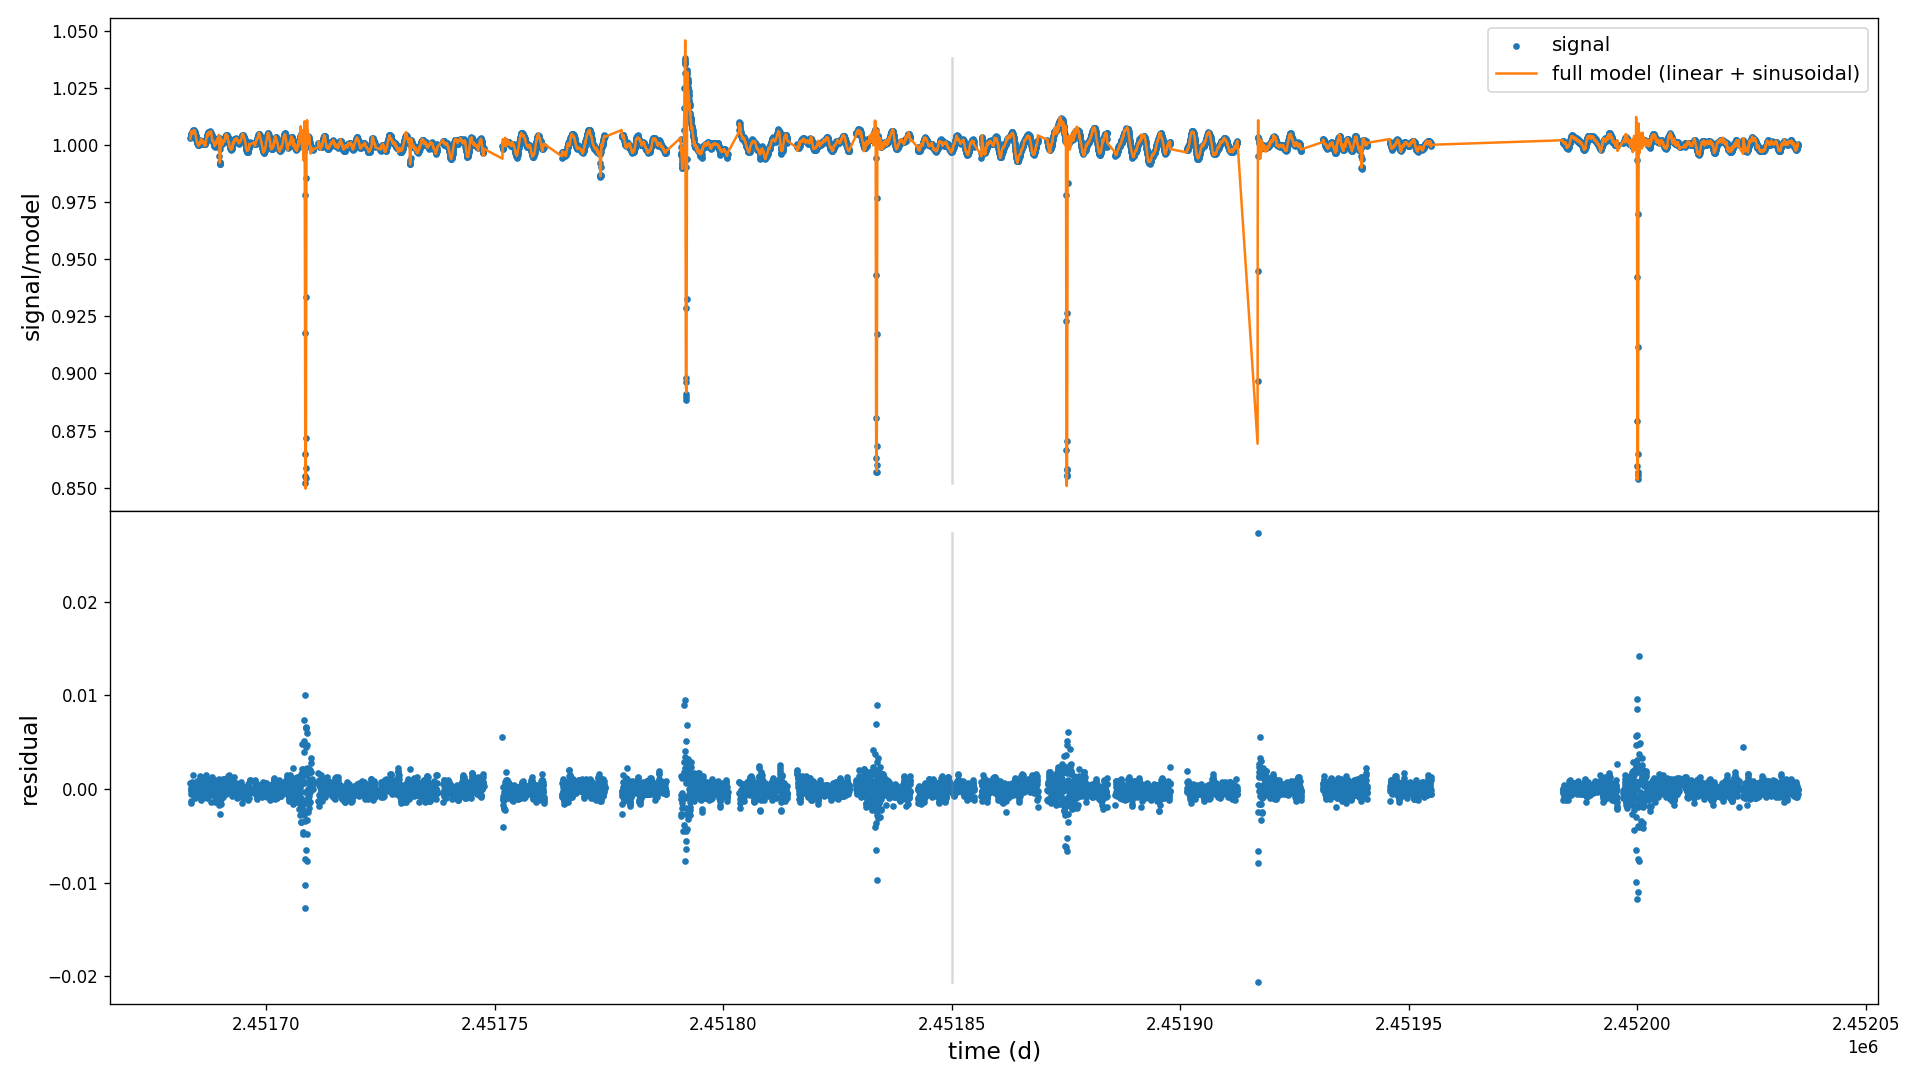 1.050
1.025
1.000
0.975
0.950
0.925
0.900
0.875
0.850
signal/model
signal
full model (linear + sinusoidal)
0.02
0.01
0.00
−0.01
−0.02
residual
2.45170 2.45175 2.45180 2.45185 2.45190 2.45195 2.45200 2.45205
time (d)
1e6